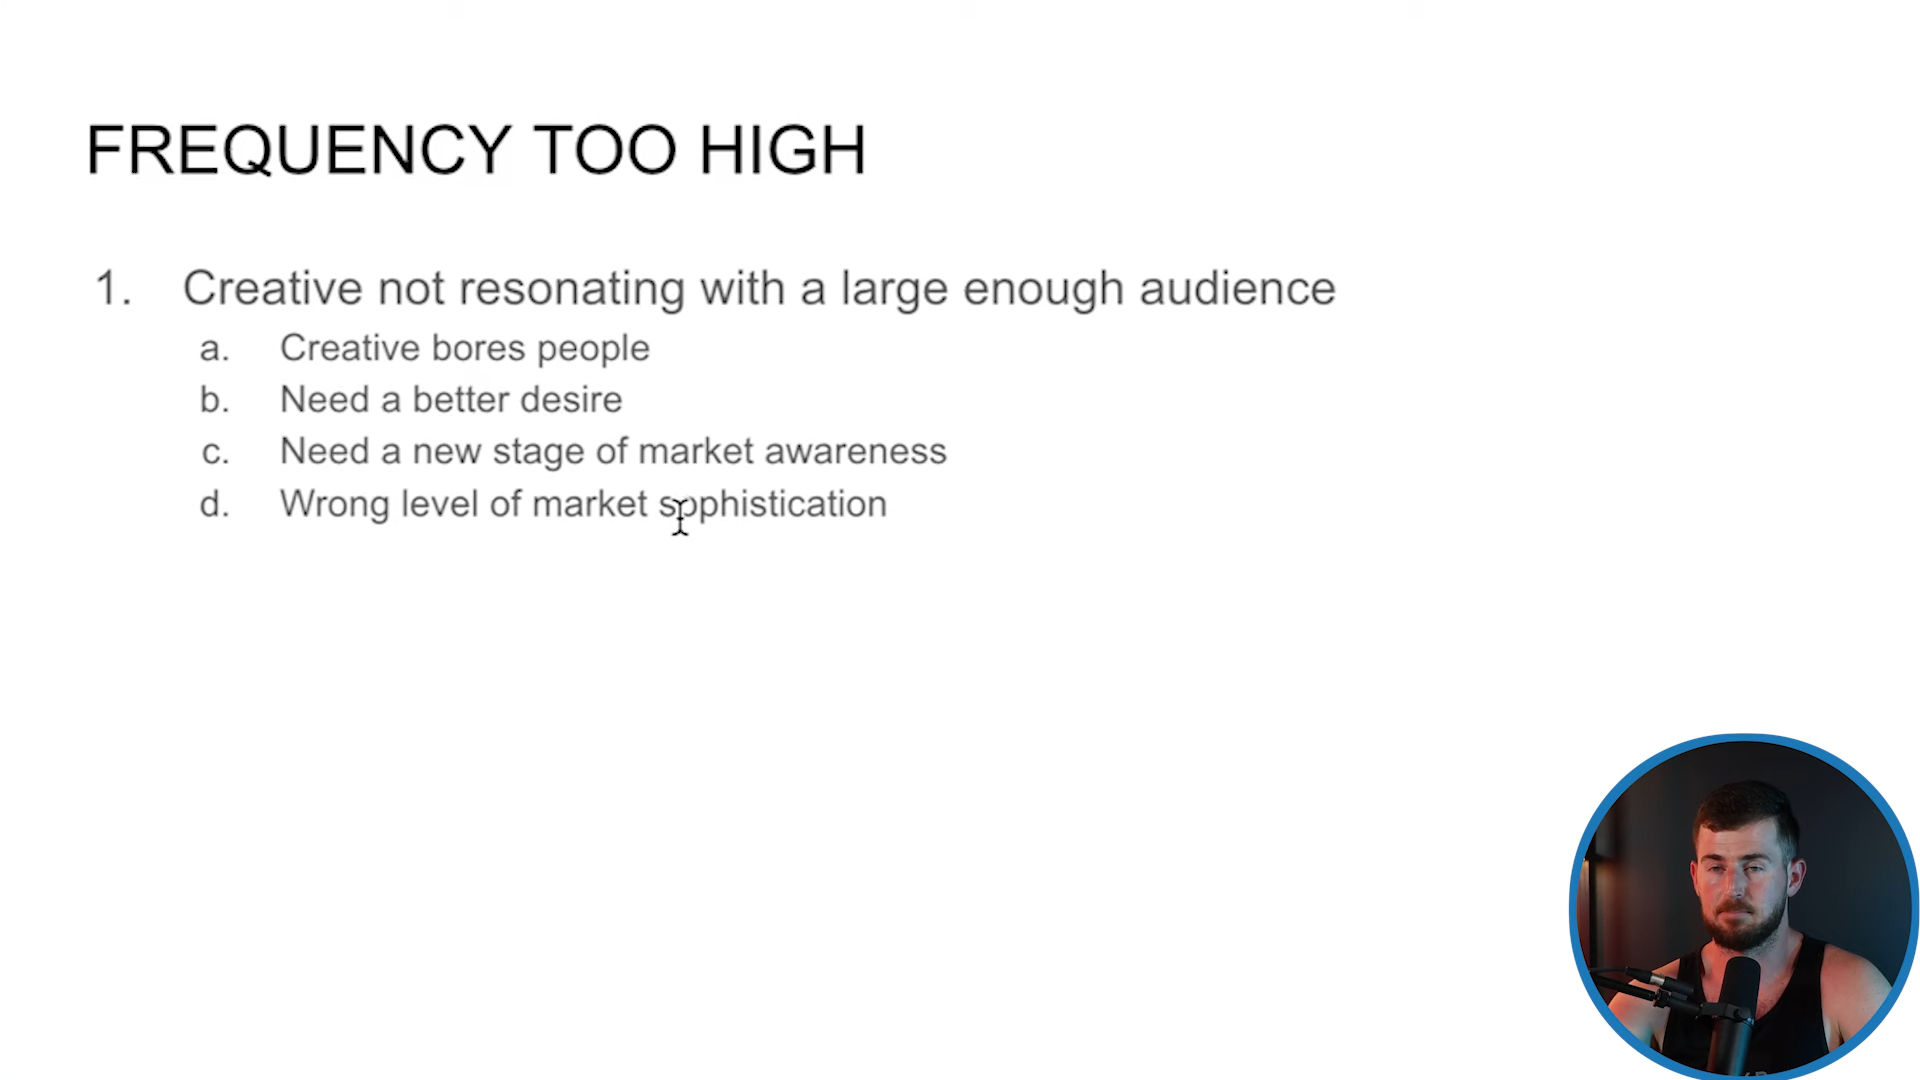 FREQUENCY TOO HIGH
1. Creative not resonating with a large enough audience
a. Creative bores people
b. Need a better desire
c. Need a new stage of market awareness
d. Wrong level of market sophistication